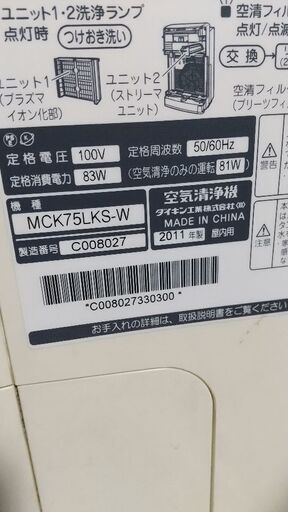 ユニット1・2洗浄ランプ
点灯時 つけおき洗い
ユニット1
(プラズマ
イオン化部)
ユニット2
(ストリーマ
ユニット)
空清フィル
点灯/点滅
交換
空清フィル
(プリーツフィ
定格電圧 100V 定格周波数 50/60Hz
定格消費電力 83W (空気清浄のみの運転 81W)
機種 MCK75LKS-W
製造番号 C008027
空気清浄機
ダイキン工業株式会社
MADE IN CHINA
2011年製 屋内用
*C008027330300*
お手入れの詳細は、取扱説明書をご覧くだ
警告
注意